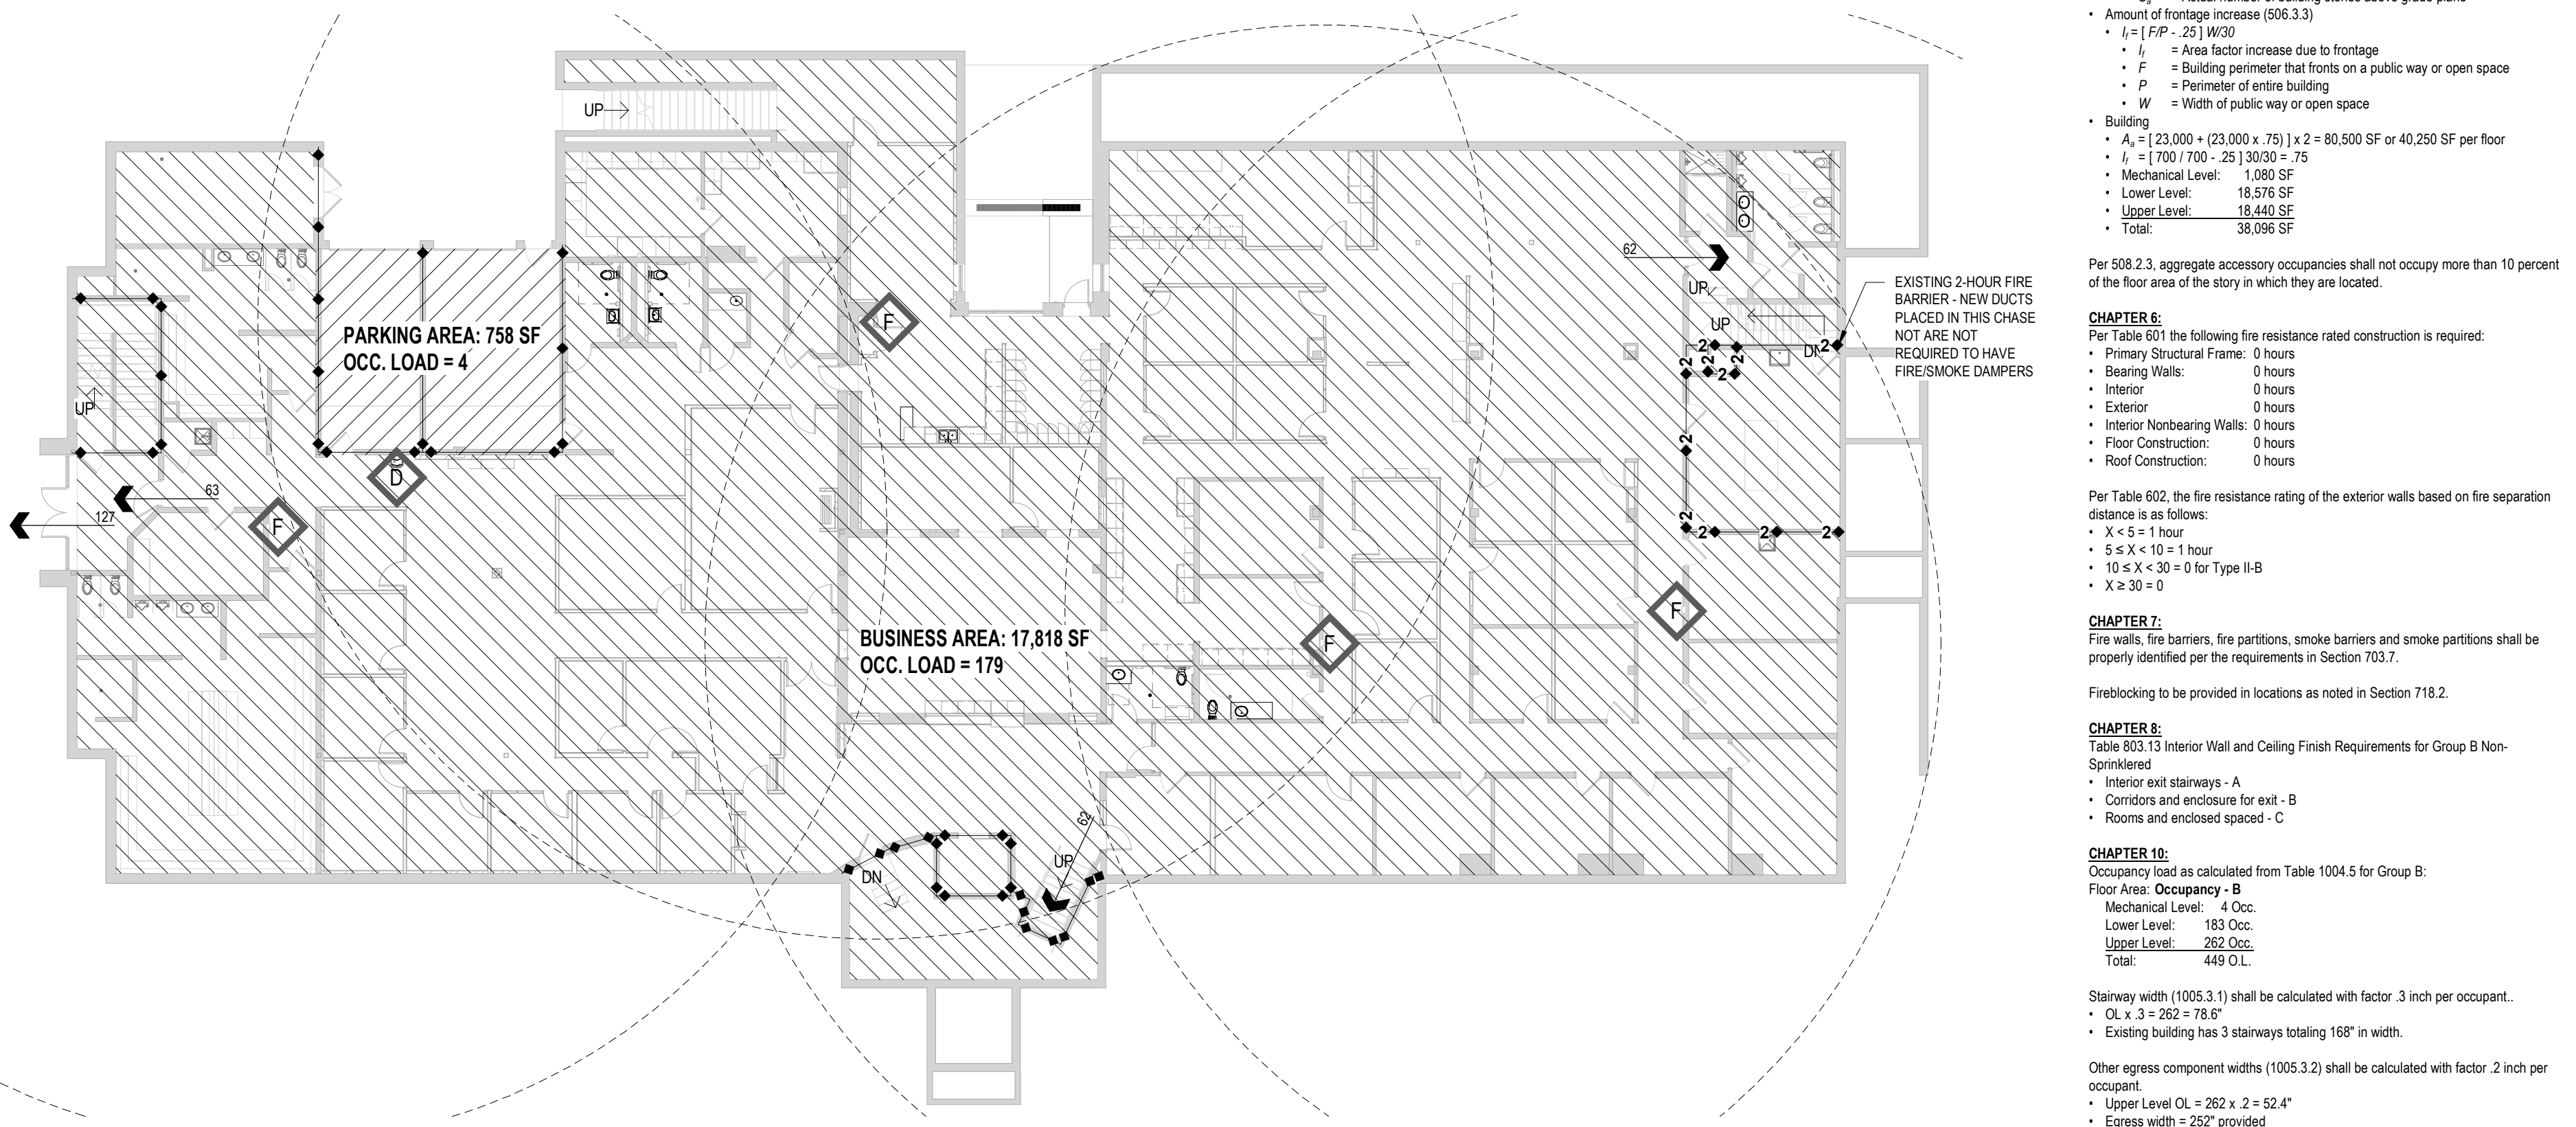 UP
UP
PARKING AREA: 758 SF
OCC. LOAD = 4
F
D
F
63
127
BUSINESS AREA: 17,818 SF
OCC. LOAD = 179
F
F
62
UP
UP
DN
2
2
2
2
2
2
2
2
2
2
DN
UP
62
EXISTING 2-HOUR FIRE
BARRIER - NEW DUCTS
PLACED IN THIS CHASE
NOT ARE NOT
REQUIRED TO HAVE
FIRE/SMOKE DAMPERS
• Amount of frontage increase (506.3.3)
• If = [ F/P - .25 ] W/30
• If = Area factor increase due to frontage
• F = Building perimeter that fronts on a public way or open space
• P = Perimeter of entire building
• W = Width of public way or open space
• Building
• Aa = [ 23,000 + (23,000 x .75) ] x 2 = 80,500 SF or 40,250 SF per floor
• If = [ 700 / 700 - .25 ] 30/30 = .75
• Mechanical Level: 1,080 SF
• Lower Level: 18,576 SF
• Upper Level: 18,440 SF
• Total: 38,096 SF
Per 508.2.3, aggregate accessory occupancies shall not occupy more than 10 percent
of the floor area of the story in which they are located.
CHAPTER 6:
Per Table 601 the following fire resistance rated construction is required:
• Primary Structural Frame: 0 hours
• Bearing Walls: 0 hours
• Interior 0 hours
• Exterior 0 hours
• Interior Nonbearing Walls: 0 hours
• Floor Construction: 0 hours
• Roof Construction: 0 hours
Per Table 602, the fire resistance rating of the exterior walls based on fire separation
distance is as follows:
• X < 5 = 1 hour
• 5 ≤ X < 10 = 1 hour
• 10 ≤ X < 30 = 0 for Type II-B
• X ≥ 30 = 0
CHAPTER 7:
Fire walls, fire barriers, fire partitions, smoke barriers and smoke partitions shall be
properly identified per the requirements in Section 703.7.
Fireblocking to be provided in locations as noted in Section 718.2.
CHAPTER 8:
Table 803.13 Interior Wall and Ceiling Finish Requirements for Group B Non-
Sprinklered
• Interior exit stairways - A
• Corridors and enclosure for exit - B
• Rooms and enclosed spaced - C
CHAPTER 10:
Occupancy load as calculated from Table 1004.5 for Group B:
Floor Area: Occupancy - B
Mechanical Level: 4 Occ.
Lower Level: 183 Occ.
Upper Level: 262 Occ.
Total: 449 O.L.
Stairway width (1005.3.1) shall be calculated with factor .3 inch per occupant..
• OL x .3 = 262 = 78.6"
• Existing building has 3 stairways totaling 168" in width.
Other egress component widths (1005.3.2) shall be calculated with factor .2 inch per
occupant.
• Upper Level OL = 262 x .2 = 52.4"
• Egress width = 252" provided